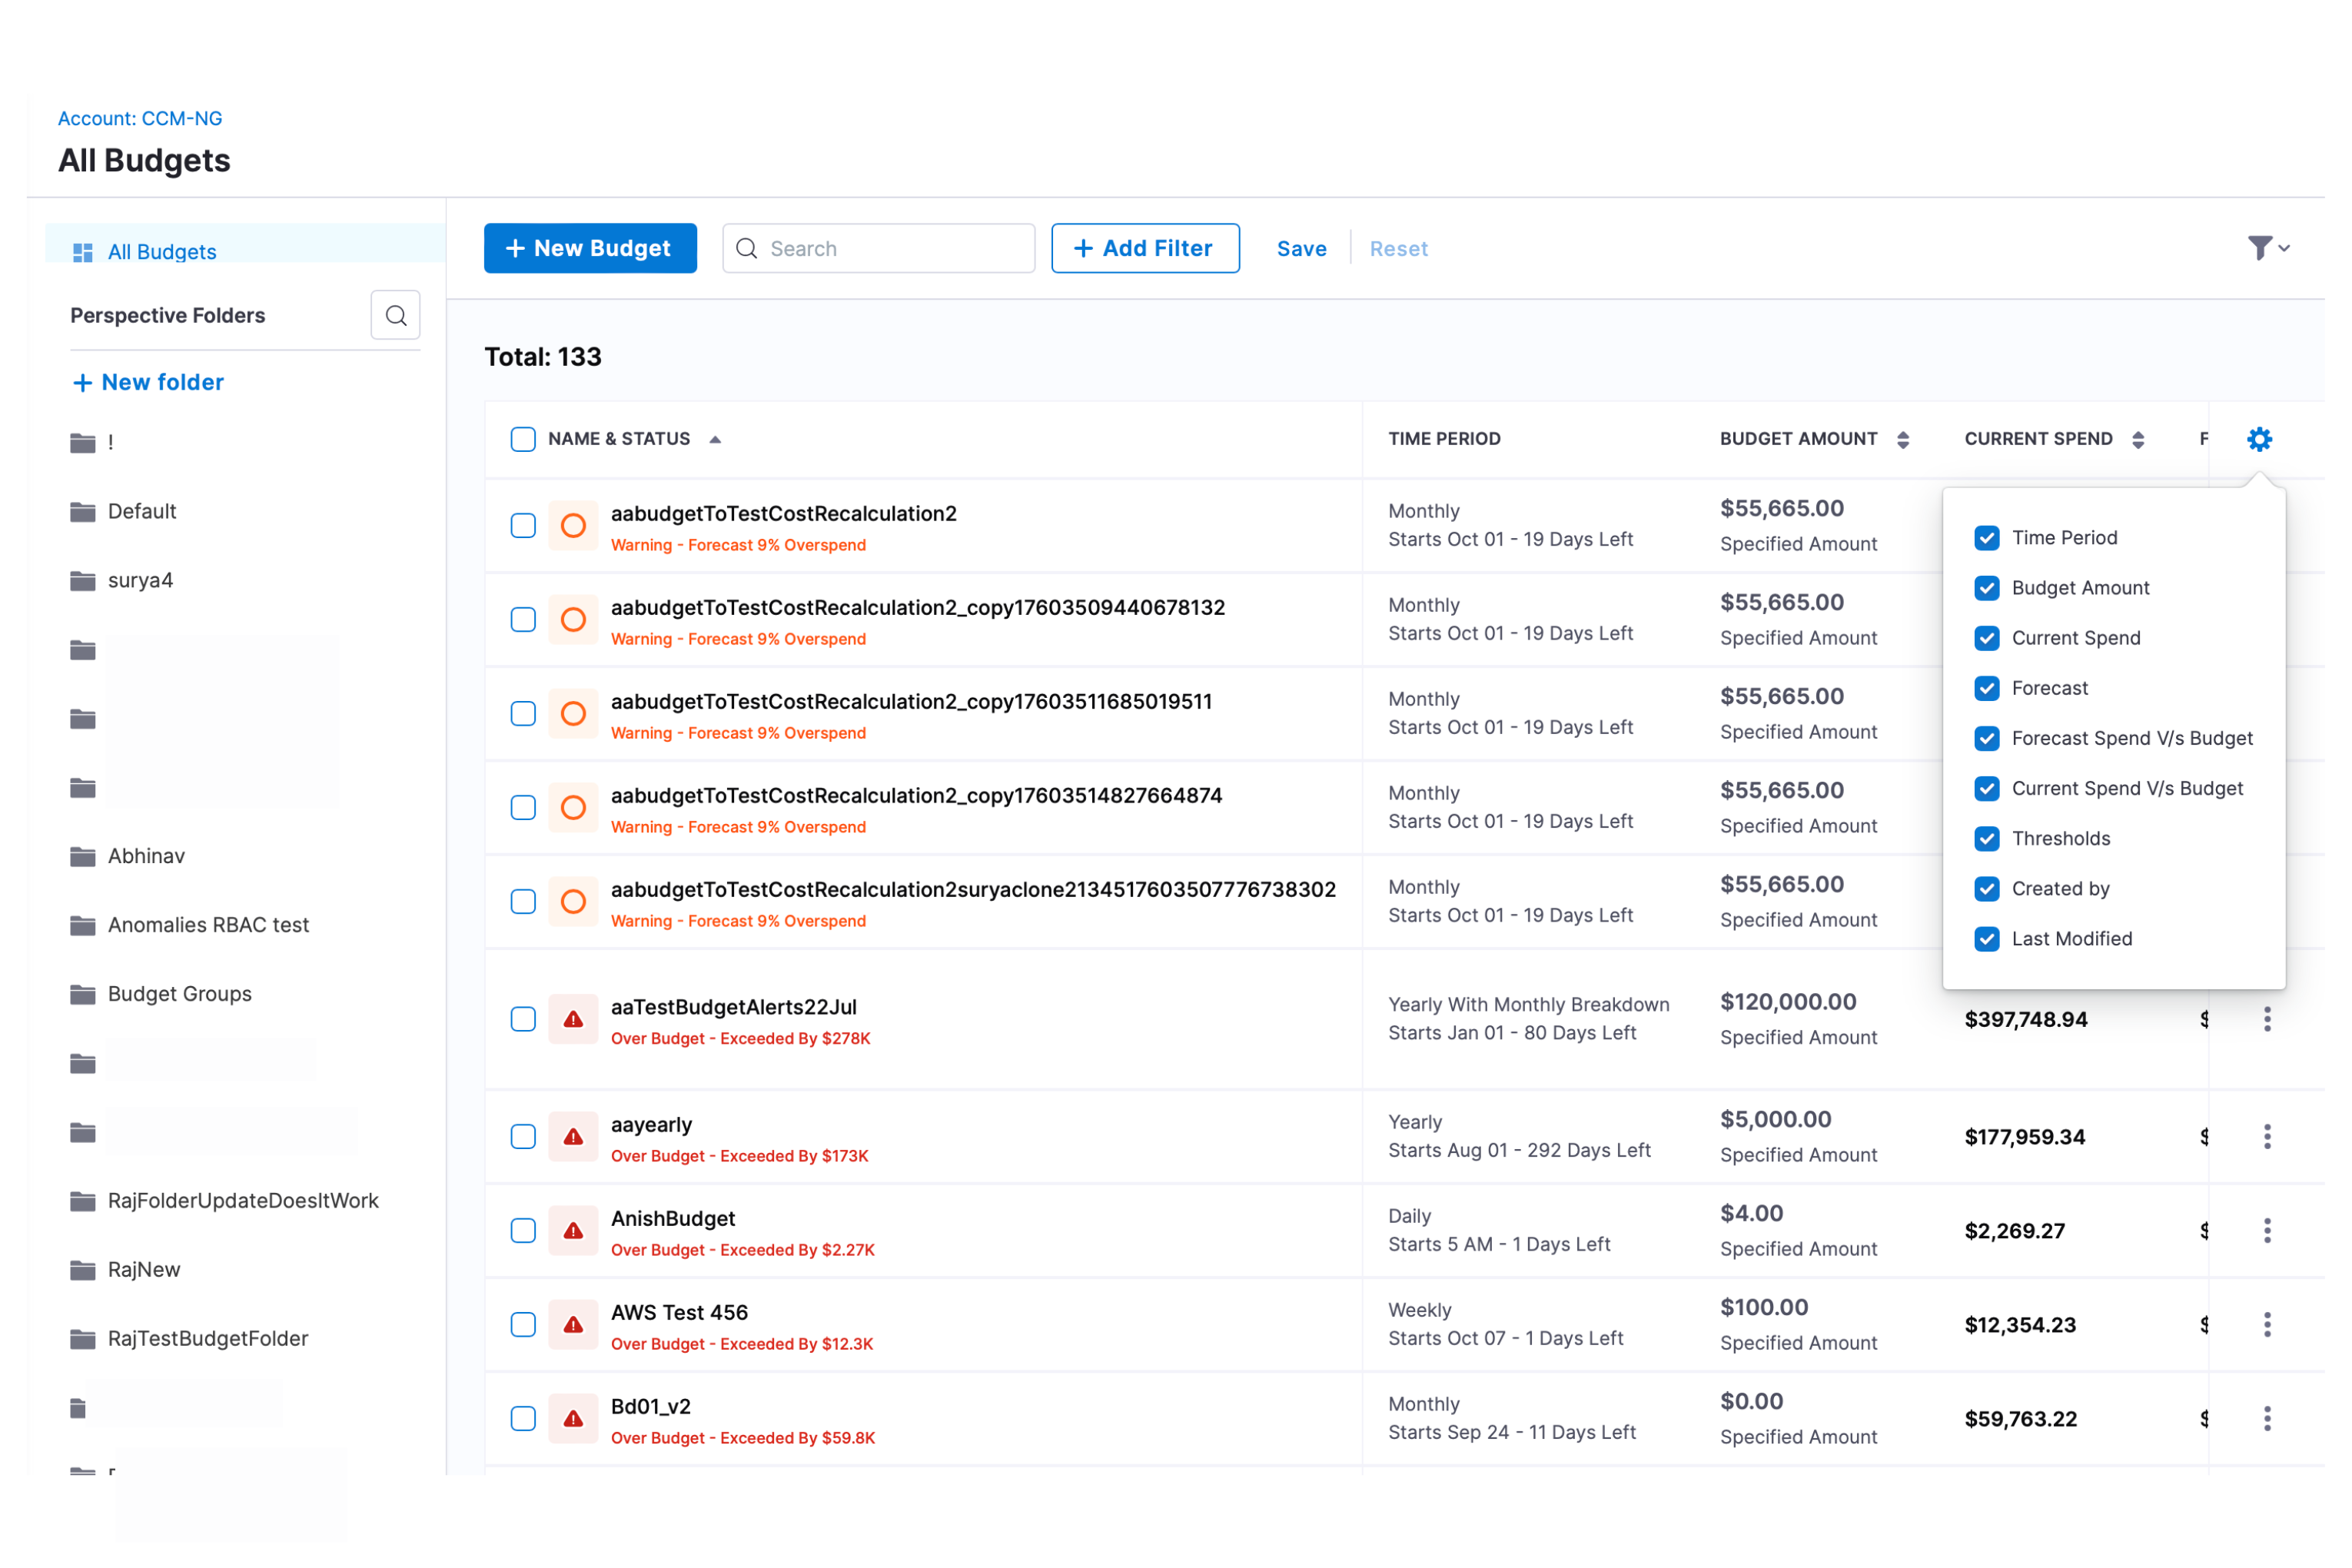 Account: CCM-NG
All Budgets
All Budgets
Perspective Folders
+ New folder
!
Default
surya4
Abhinav
Anomalies RBAC test
Budget Groups
RajFolderUpdateDoesItWork
RajNew
RajTestBudgetFolder
+ New Budget
Search
+ Add Filter
Save
Reset
Total: 133
NAME & STATUS
TIME PERIOD
BUDGET AMOUNT
CURRENT SPEND
F
aabudgetToTestCostRecalculation2
Warning - Forecast 9% Overspend
Monthly
Starts Oct 01 - 19 Days Left
$55,665.00
Specified Amount
aabudgetToTestCostRecalculation2_copy17603509440678132
Warning - Forecast 9% Overspend
Monthly
Starts Oct 01 - 19 Days Left
$55,665.00
Specified Amount
aabudgetToTestCostRecalculation2_copy17603511685019511
Warning - Forecast 9% Overspend
Monthly
Starts Oct 01 - 19 Days Left
$55,665.00
Specified Amount
aabudgetToTestCostRecalculation2_copy17603514827664874
Warning - Forecast 9% Overspend
Monthly
Starts Oct 01 - 19 Days Left
$55,665.00
Specified Amount
aabudgetToTestCostRecalculation2suryaclone2134517603507776738302
Warning - Forecast 9% Overspend
Monthly
Starts Oct 01 - 19 Days Left
$55,665.00
Specified Amount
aaTestBudgetAlerts22Jul
Over Budget - Exceeded By $278K
Yearly With Monthly Breakdown
Starts Jan 01 - 80 Days Left
$120,000.00
Specified Amount
$397,748.94
$
aayearly
Over Budget - Exceeded By $173K
Yearly
Starts Aug 01 - 292 Days Left
$5,000.00
Specified Amount
$177,959.34
$
AnishBudget
Over Budget - Exceeded By $2.27K
Daily
Starts 5 AM - 1 Days Left
$4.00
Specified Amount
$2,269.27
$
AWS Test 456
Over Budget - Exceeded By $12.3K
Weekly
Starts Oct 07 - 1 Days Left
$100.00
Specified Amount
$12,354.23
$
Bd01_v2
Over Budget - Exceeded By $59.8K
Monthly
Starts Sep 24 - 11 Days Left
$0.00
Specified Amount
$59,763.22
$
Time Period
Budget Amount
Current Spend
Forecast
Forecast Spend V/s Budget
Current Spend V/s Budget
Thresholds
Created by
Last Modified